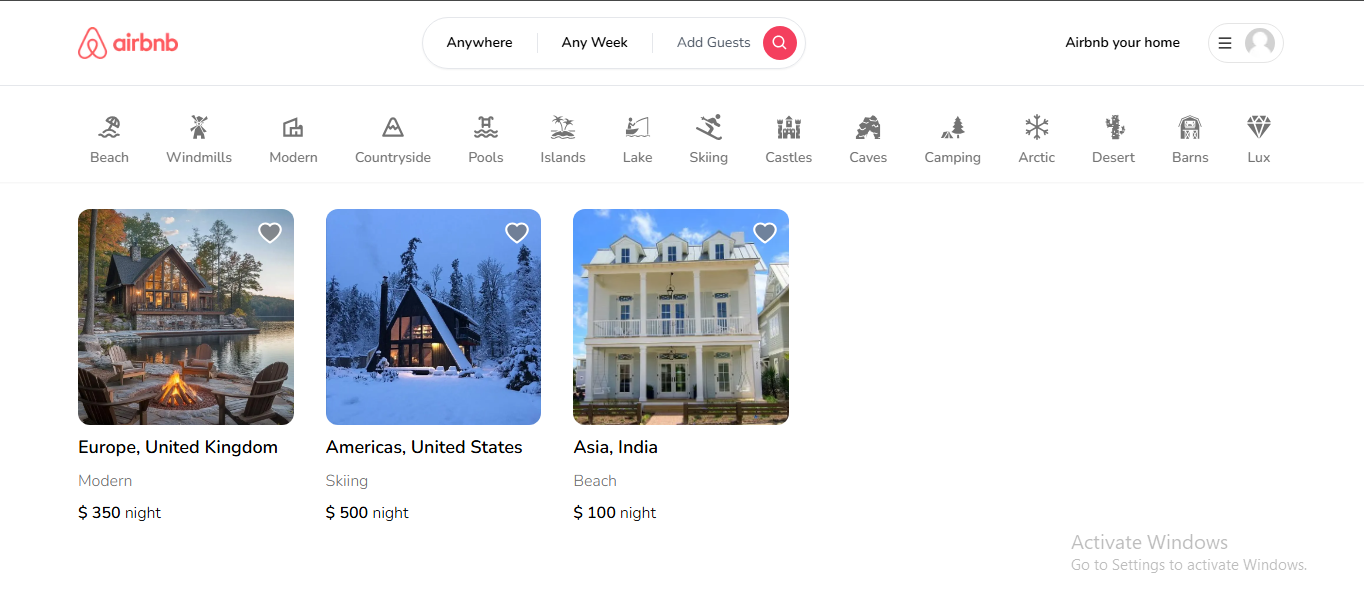 airbnb
Anywhere
Any Week
Add Guests
Airbnb your home
Beach
Windmills
Modern
Countryside
Pools
Islands
Lake
Skiing
Castles
Caves
Camping
Arctic
Desert
Barns
Lux
Europe, United Kingdom
Modern
$ 350 night
Americas, United States
Skiing
$ 500 night
Asia, India
Beach
$ 100 night
Activate Windows
Go to Settings to activate Windows.